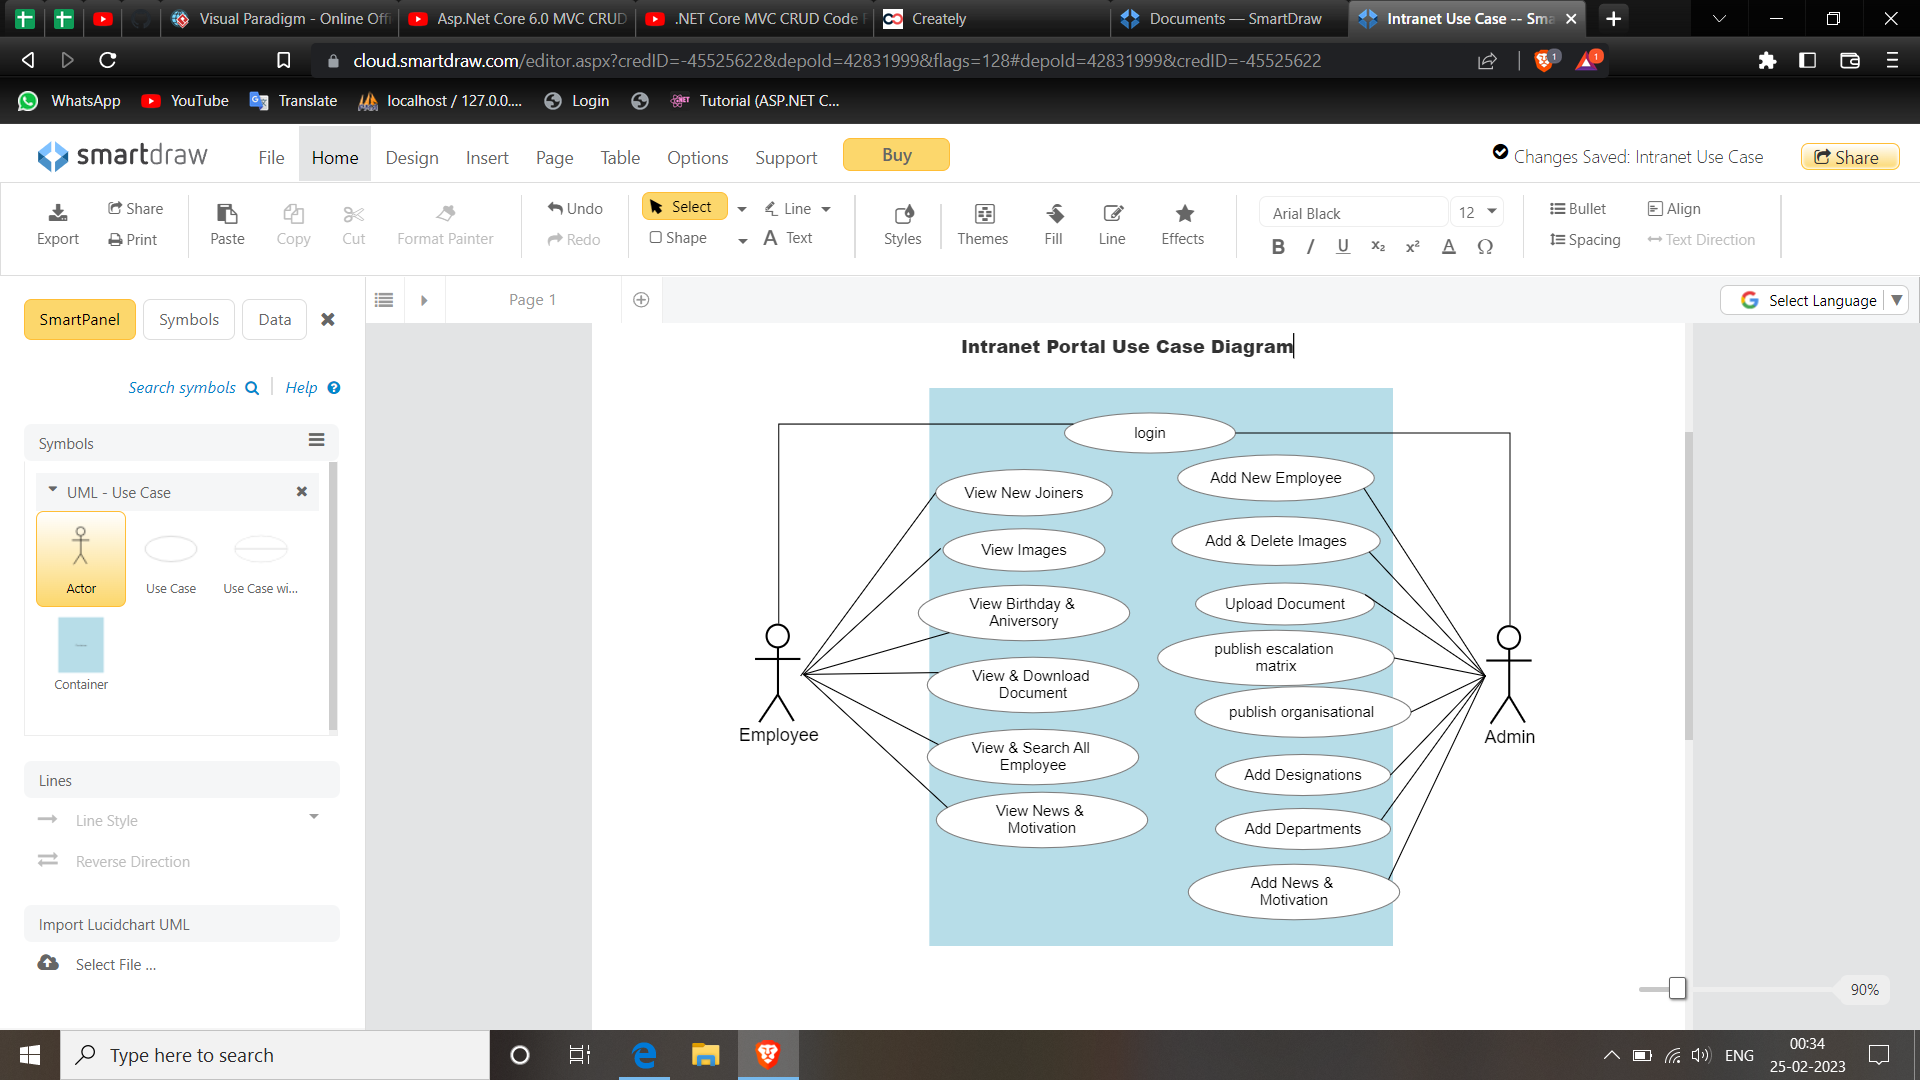 Visual Paradigm - Online Offi
Asp.Net Core 6.0 MVC CRUD
.NET Core MVC CRUD Code F
Creately
Documents — SmartDraw
Intranet Use Case -- Sma
cloud.smartdraw.com/editor.aspx?credID=-45525622&depoId=42831999&flags=128#depoId=42831999&credID=-45525622
1
1
WhatsApp
YouTube
Translate
localhost / 127.0.0....
Login
Tutorial (ASP.NET C...
smartdraw
File
Home
Design
Insert
Page
Table
Options
Support
Buy
Changes Saved: Intranet Use Case
Share
Export
Share
Print
Paste
Copy
Cut
Format Painter
Undo
Redo
Select
Shape
Line
Text
Styles
Themes
Fill
Line
Effects
Arial Black
12
Bullet
Spacing
Align
Text Direction
SmartPanel
Symbols
Data
Page 1
Select Language
Search symbols
Help
Symbols
UML - Use Case
Actor
Use Case
Use Case wi...
Container
Lines
Line Style
Reverse Direction
Import Lucidchart UML
Select File ...
Intranet Portal Use Case Diagram
login
View New Joiners
View Images
View Birthday &
Aniversory
View & Download
Document
View & Search All
Employee
View News &
Motivation
Add New Employee
Add & Delete Images
Upload Document
publish escalation
matrix
publish organisational
Add Designations
Add Departments
Add News &
Motivation
Employee
Admin
90%
Type here to search
ENG
00:34
25-02-2023